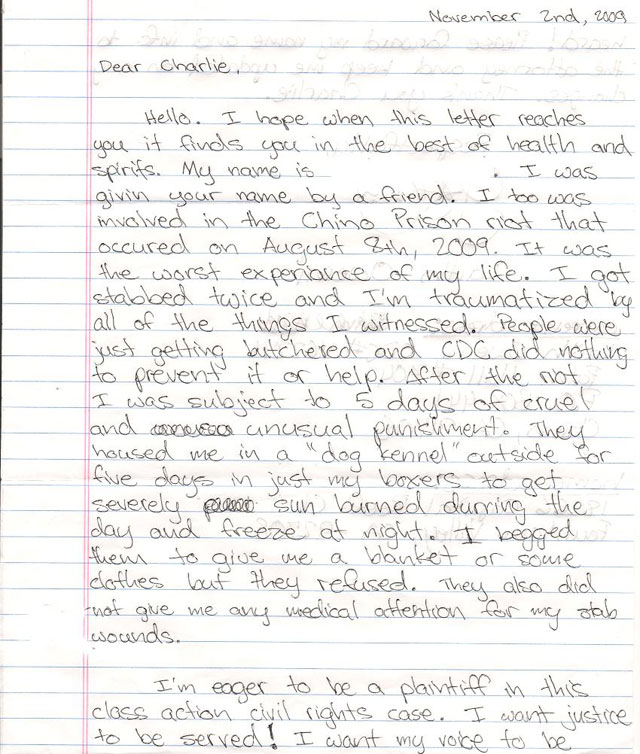 November 2nd, 2009
Dear Charlie,
Hello. I hope when this letter reaches
you it finds you in the best of health and
spirits. My name is . I was
givin your name by a friend. I too was
involved in the Chino Prison riot that
occured on August 8th, 2009. It was
the worst experiance of my life. I got
stabbed twice and I'm traumatized by
all of the things I witnessed. People were
just getting butchered and CDC did nothing
to prevent it or help. After the riot
I was subject to 5 days of cruel
and unusual punishment. They
housed me in a "dog kennel" outside for
five days in just my boxers to get
severely sun burned durring the
day and freeze at night. I begged
them to give me a blanket or some
clothes but they refused. They also did
not give me any medical attention for my stab
wounds.
I'm eager to be a plaintiff in this
class action civil rights case. I want justice
to be served! I want my voice to be